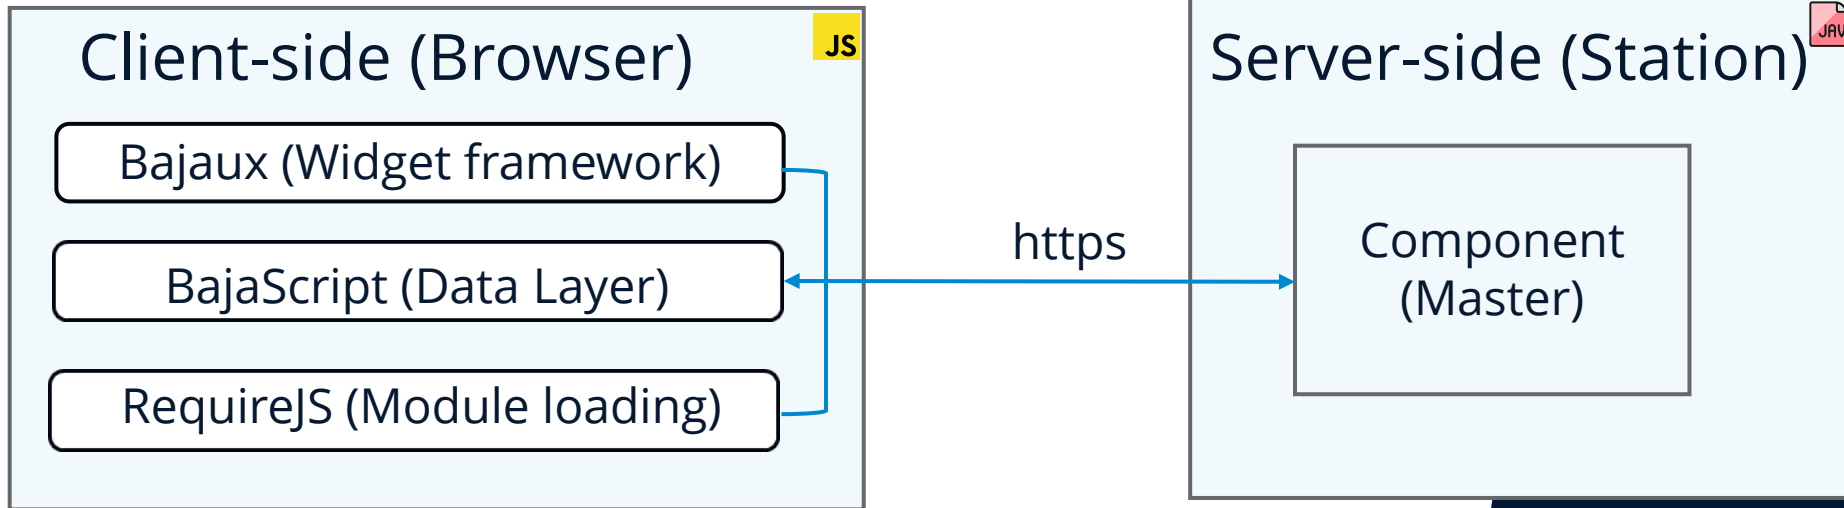 Client-side (Browser)
JS
Bajaux (Widget framework)
BajaScript (Data Layer)
RequireJS (Module loading)
https
Server-side (Station)
Component
(Master)